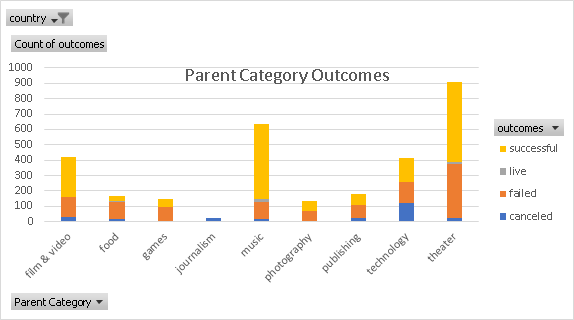 country
Count of outcomes
Parent Category Outcomes
1000
900
800
700
600
500
400
300
200
100
0
film & video
food
games
journalism
music
photography
publishing
technology
theater
outcomes
successful
live
failed
canceled
Parent Category